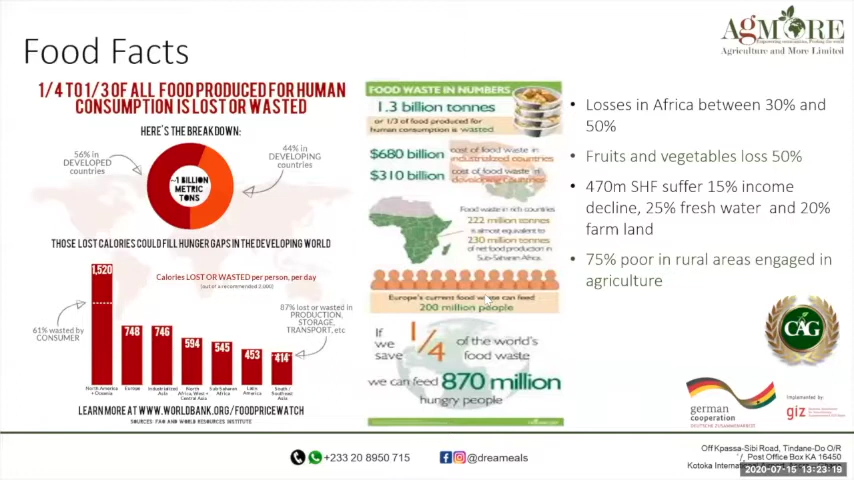 Food Facts
AgMORE
Agriculture and More Limited
1/4 TO 1/3 OF ALL FOOD PRODUCED FOR HUMAN
CONSUMPTION IS LOST OR WASTED
HERE'S THE BREAKDOWN:
56% in
DEVELOPED
countries
44% in
DEVELOPING
countries
~1 BILLION
METRIC
TONS
THOSE LOST CALORIES COULD FILL HUNGER GAPS IN THE DEVELOPING WORLD
Calories LOST OR WASTED per person, per day
(out of a recommended 2,000)
1,520
748
746
594
545
453
414
61% wasted by
CONSUMER
87% lost or wasted in
PRODUCTION,
STORAGE,
TRANSPORT, etc
North America
+ Oceania
Europe
Industrialized
Asia
North
Africa, West +
Central Asia
Sub-Saharan
Africa
Latin
America
South /
Southeast
Asia
LEARN MORE AT WWW.WORLDBANK.ORG/FOODPRICEWATCH
SOURCES: FAO AND WORLD RESOURCES INSTITUTE
FOOD WASTE IN NUMBERS
1.3 billion tonnes
or 1/3 of food produced for
human consumption is wasted
$680 billion cost of food waste in
industrialized countries
$310 billion cost of food waste in
developing countries
Food waste in rich countries
222 million tonnes
is almost equivalent to
230 million tonnes
of net food production in
Sub-Saharan Africa.
Europe's current food waste can feed
200 million people
If
we
save
1/4
of the world's
food waste
we can feed 870 million
hungry people
• Losses in Africa between 30% and
50%
• Fruits and vegetables loss 50%
• 470m SHF suffer 15% income
decline, 25% fresh water and 20%
farm land
• 75% poor in rural areas engaged in
agriculture
CAG
german
cooperation
DEUTSCHE ZUSAMMENARBEIT
Implemented by:
giz
+233 20 8950 715
@dreameals
Off Kpassa-Sibi Road, Tindane-Do O/R
Post Office Box KA 16450
Kotoka Internati
2020-07-15 13:23:19